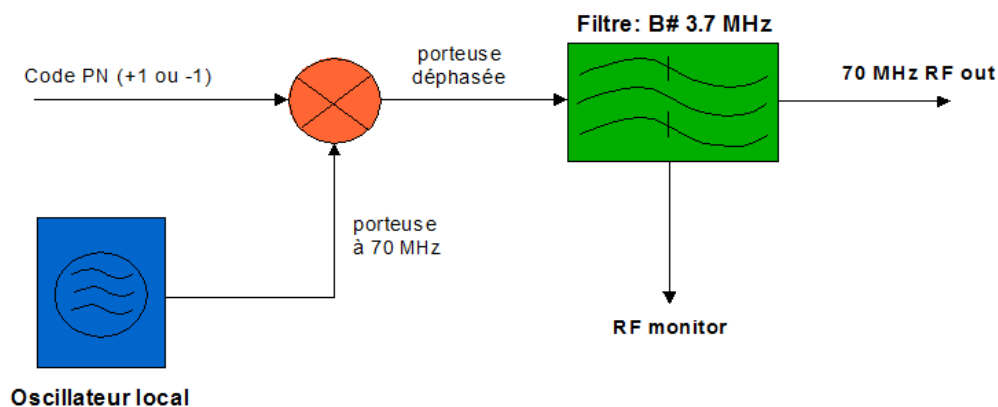 Filtre: B# 3.7 MHz
Code PN (+1 ou -1)
porteuse
déphasée
70 MHz RF out
porteuse
à 70 MHz
RF monitor
Oscillateur local